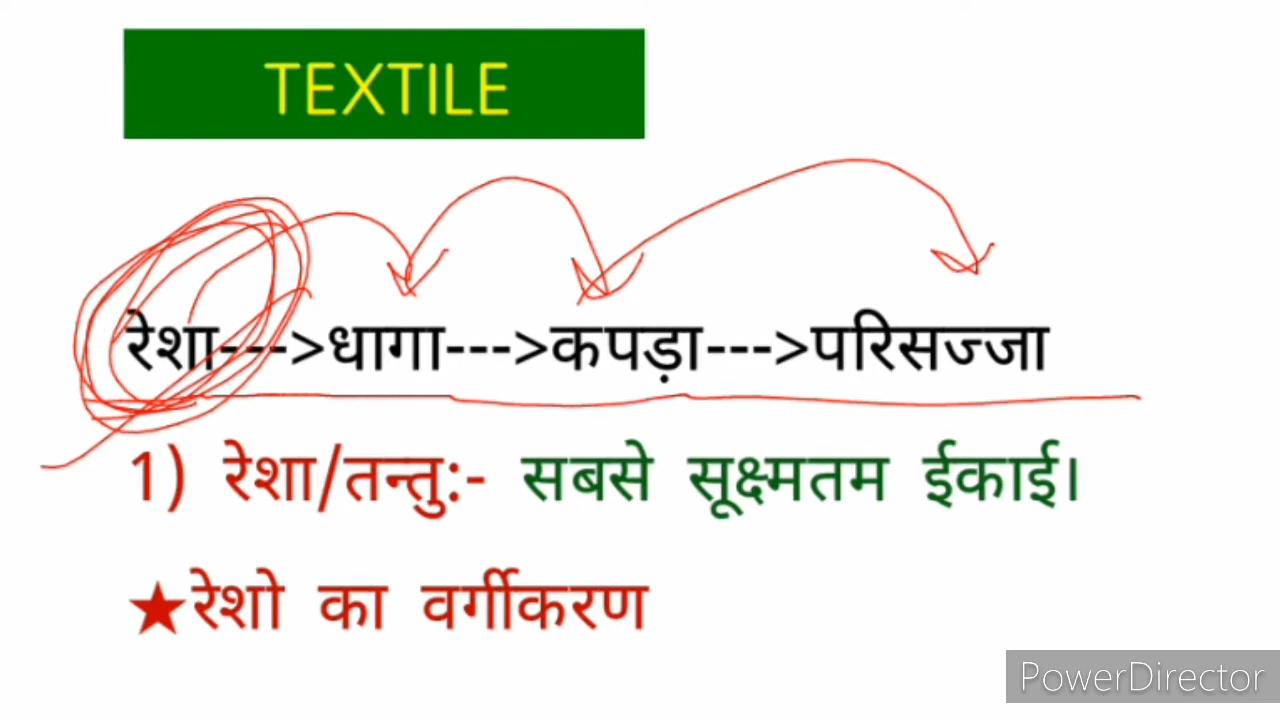 TEXTILE
रेशा--->धागा--->कपड़ा--->परिसज्जा
1) रेशा/तन्तु:- सबसे सूक्ष्मतम ईकाई।
★रेशो का वर्गीकरण
PowerDirector